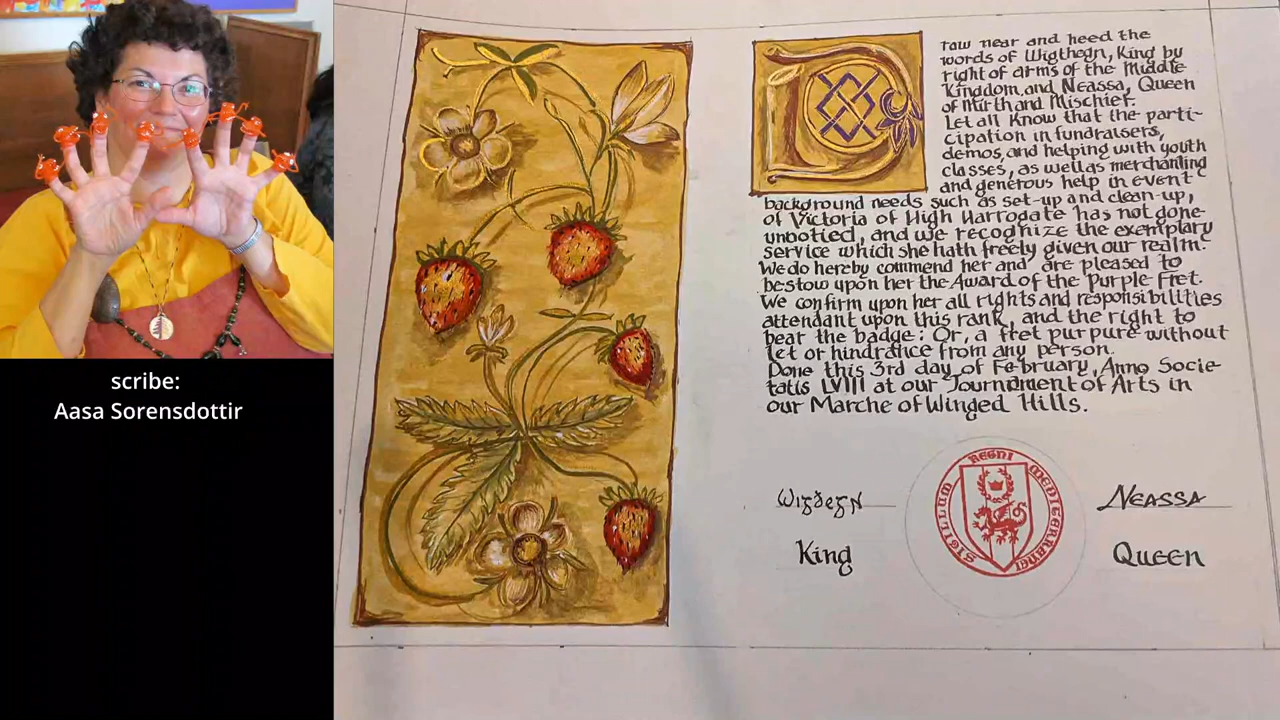 scribe:
Aasa Sorensdottir
D
raw near and heed the
words of Wigthegn, King by
right of arms of the Middle
Kingdom, and Neassa, Queen
of Mirth and Mischief.
Let all know that the parti-
cipation in fundraisers,
demos, and helping with youth
classes, as well as merchanting
and generous help in event
background needs such as set-up and clean-up,
of Victoria of High Harrogate has not gone
unnoticed, and we recognize the exemplary
service which she hath freely given our realm.
We do hereby commend her and are pleased to
bestow upon her the Award of the Purple Fret.
We confirm upon her all rights and responsibilities
attendant upon this rank, and the right to
bear the badge: Or, a fret purpure without
let or hindrance from any person.
Done this 3rd day of February, Anno Socie-
tatis LVIII at our Tournament of Arts in
our Marche of Winged Hills.
ǷIȜÐEȜN
SIGILLUM REGNI MEDITERRANEI
NEASSA
King
QUEEN